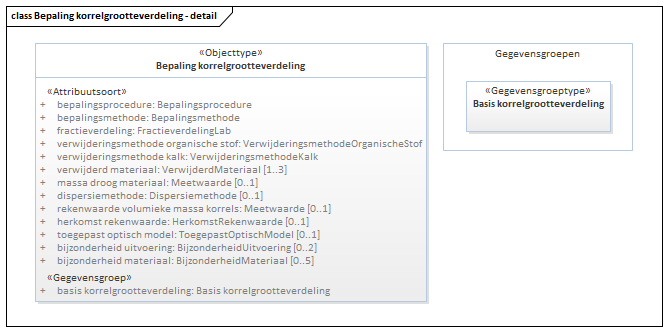 class Bepaling korrelgrootteverdeling - detail
«Objecttype»
Bepaling korrelgrootteverdeling
«Attribuutsoort»
+ bepalingsprocedure: Bepalingsprocedure
+ bepalingsmethode: Bepalingsmethode
+ fractieverdeling: FractieverdelingLab
+ verwijderingsmethode organische stof: VerwijderingsmethodeOrganischeStof
+ verwijderingsmethode kalk: VerwijderingsmethodeKalk
+ verwijderd materiaal: VerwijderdMateriaal [1..3]
+ massa droog materiaal: Meetwaarde [0..1]
+ dispersiemethode: Dispersiemethode [0..1]
+ rekenwaarde volumieke massa korrels: Meetwaarde [0..1]
+ herkomst rekenwaarde: HerkomstRekenwaarde [0..1]
+ toegepast optisch model: ToegepastOptischModel [0..1]
+ bijzonderheid uitvoering: BijzonderheidUitvoering [0..2]
+ bijzonderheid materiaal: BijzonderheidMateriaal [0..5]
«Gegevensgroep»
+ basis korrelgrootteverdeling: Basis korrelgrootteverdeling
Gegevensgroepen
«Gegevensgroeptype»
Basis korrelgrootteverdeling